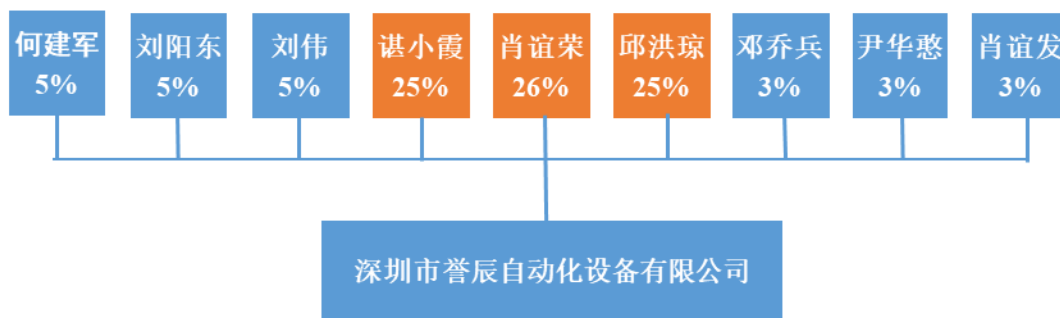 何建军
5%
刘阳东
5%
刘伟
5%
谌小霞
25%
肖谊荣
26%
邱洪琼
25%
邓乔兵
3%
尹华憨
3%
肖谊发
3%
深圳市誉辰自动化设备有限公司